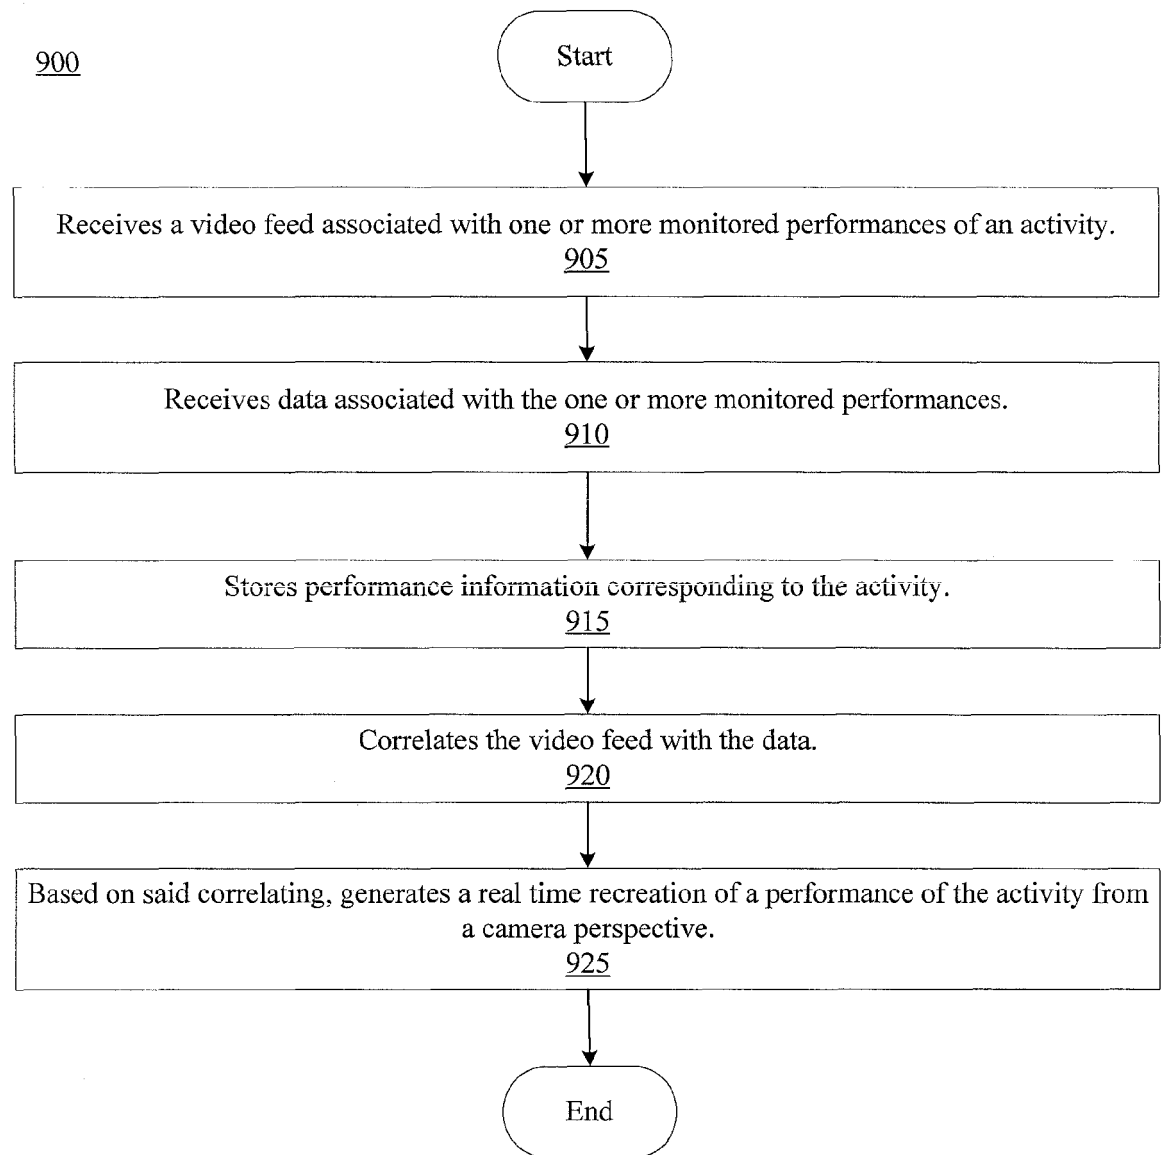 900
Start
Receives a video feed associated with one or more monitored performances of an activity.
905
Receives data associated with the one or more monitored performances.
910
Stores performance information corresponding to the activity.
915
Correlates the video feed with the data.
920
Based on said correlating, generates a real time recreation of a performance of the activity from
a camera perspective.
925
End